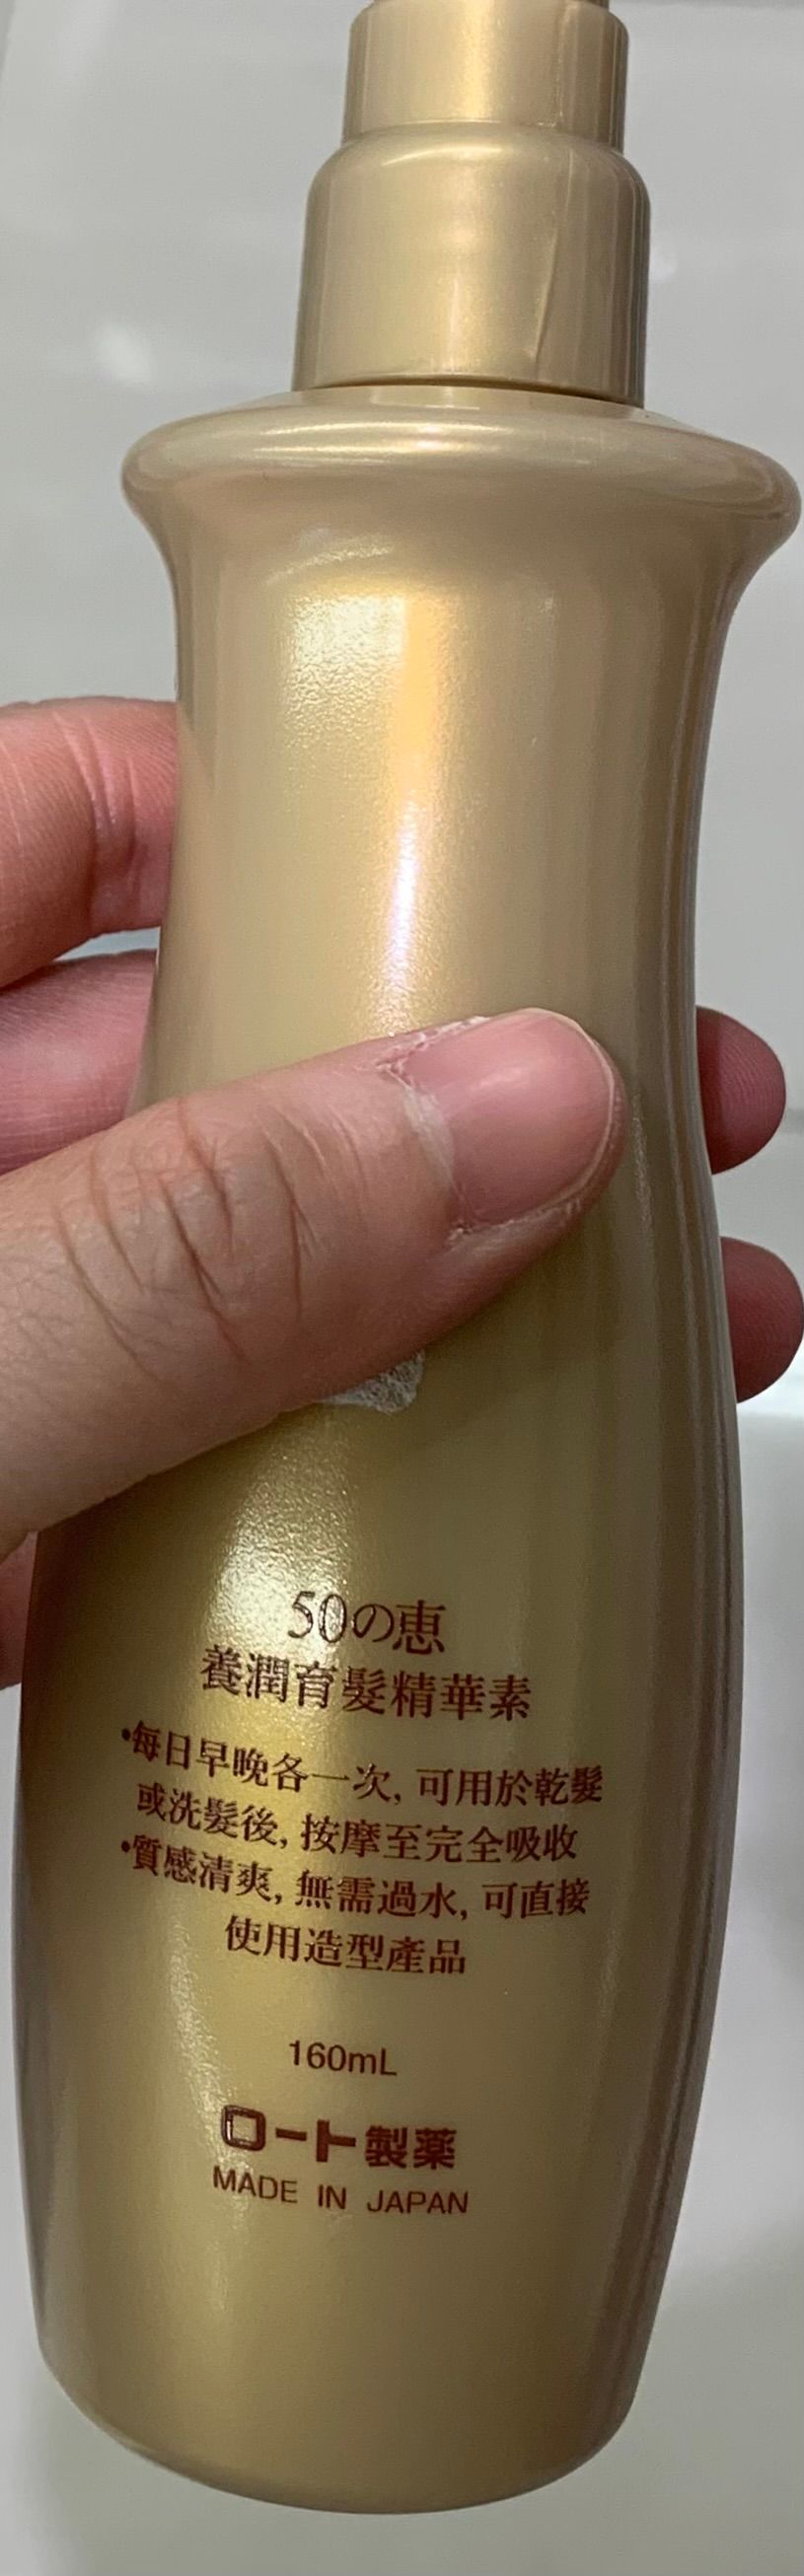 50の恵
養潤育髮精華素
•每日早晚各一次, 可用於乾髮
或洗髮後, 按摩至完全吸收
•質感清爽, 無需過水, 可直接
使用造型產品
160mL
ロート製薬
MADE IN JAPAN